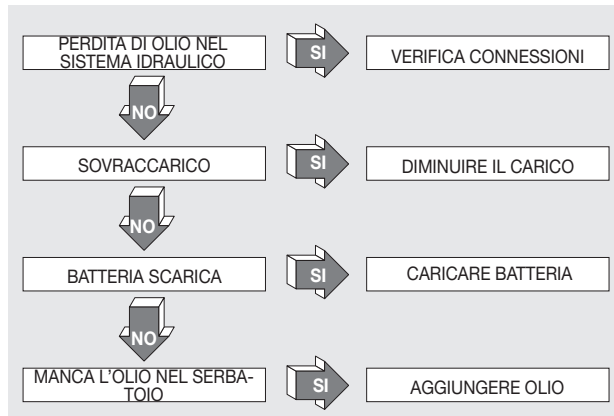 PERDITA DI OLIO NEL
SISTEMA IDRAULICO
SI
VERIFICA CONNESSIONI
NO
SOVRACCARICO
SI
DIMINUIRE IL CARICO
NO
BATTERIA SCARICA
SI
CARICARE BATTERIA
NO
MANCA L'OLIO NEL SERBA-
TOIO
SI
AGGIUNGERE OLIO